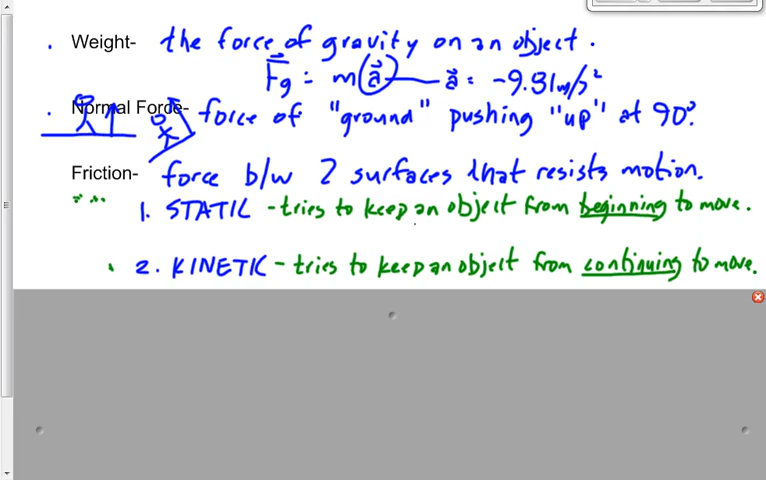 . Weight- the force of gravity on an object.
F⃗g = m(a⃗) — a⃗ = -9.81m/s²
. Normal Force- force of "ground" pushing "up" at 90°.
Friction- force b/w 2 surfaces that resists motion.
1. STATIC - tries to keep an object from beginning to move.
2. KINETIC - tries to keep an object from continuing to move.